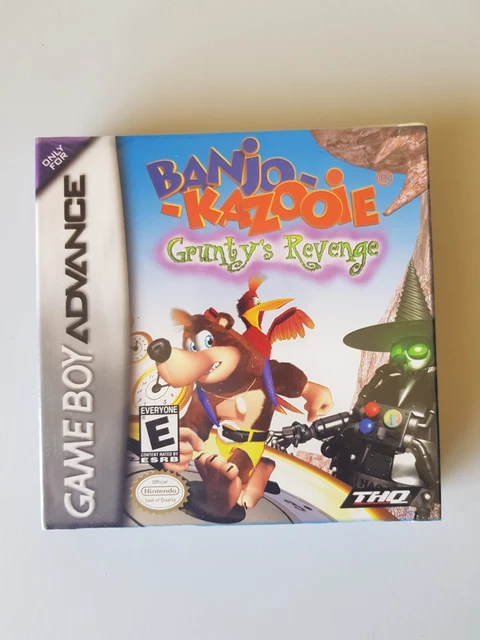 ONLY
FOR
GAME BOY ADVANCE
BANJO-
-KAZOOIE®
Grunty's Revenge
EVERYONE
E
CONTENT RATED BY
ESRB
Official
Nintendo
Seal of Quality
THQ